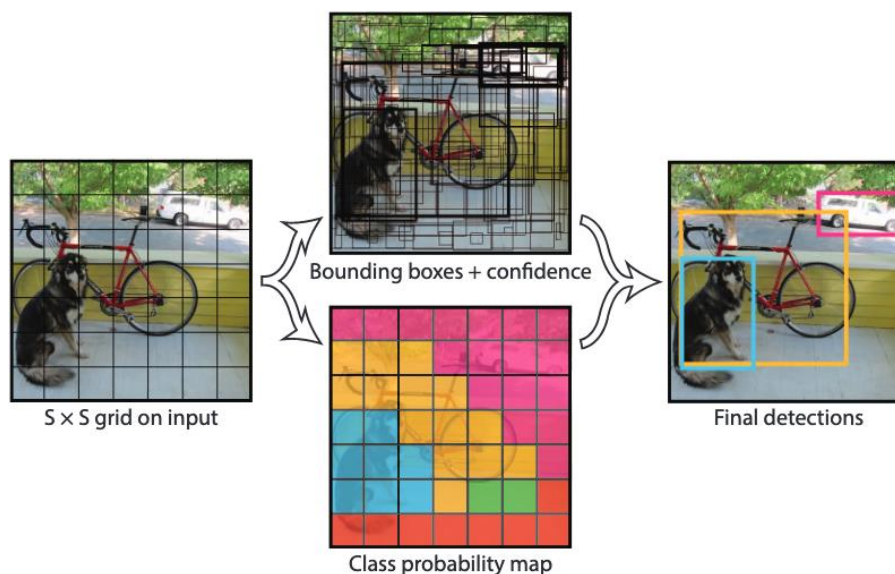 Bounding boxes + confidence
S × S grid on input
Final detections
Class probability map